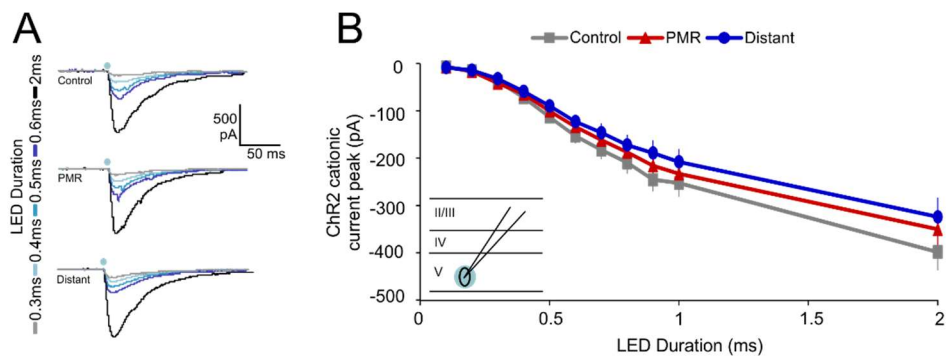 A
B
Control PMR Distant
LED Duration
0.3ms 0.4ms 0.5ms 0.6ms 2ms
Control
PMR
Distant
500
pA
50 ms
ChR2 cationic
current peak (pA)
0
-100
-200
-300
-400
-500
II/III
IV
V
0 0.5 1 1.5 2
LED Duration (ms)